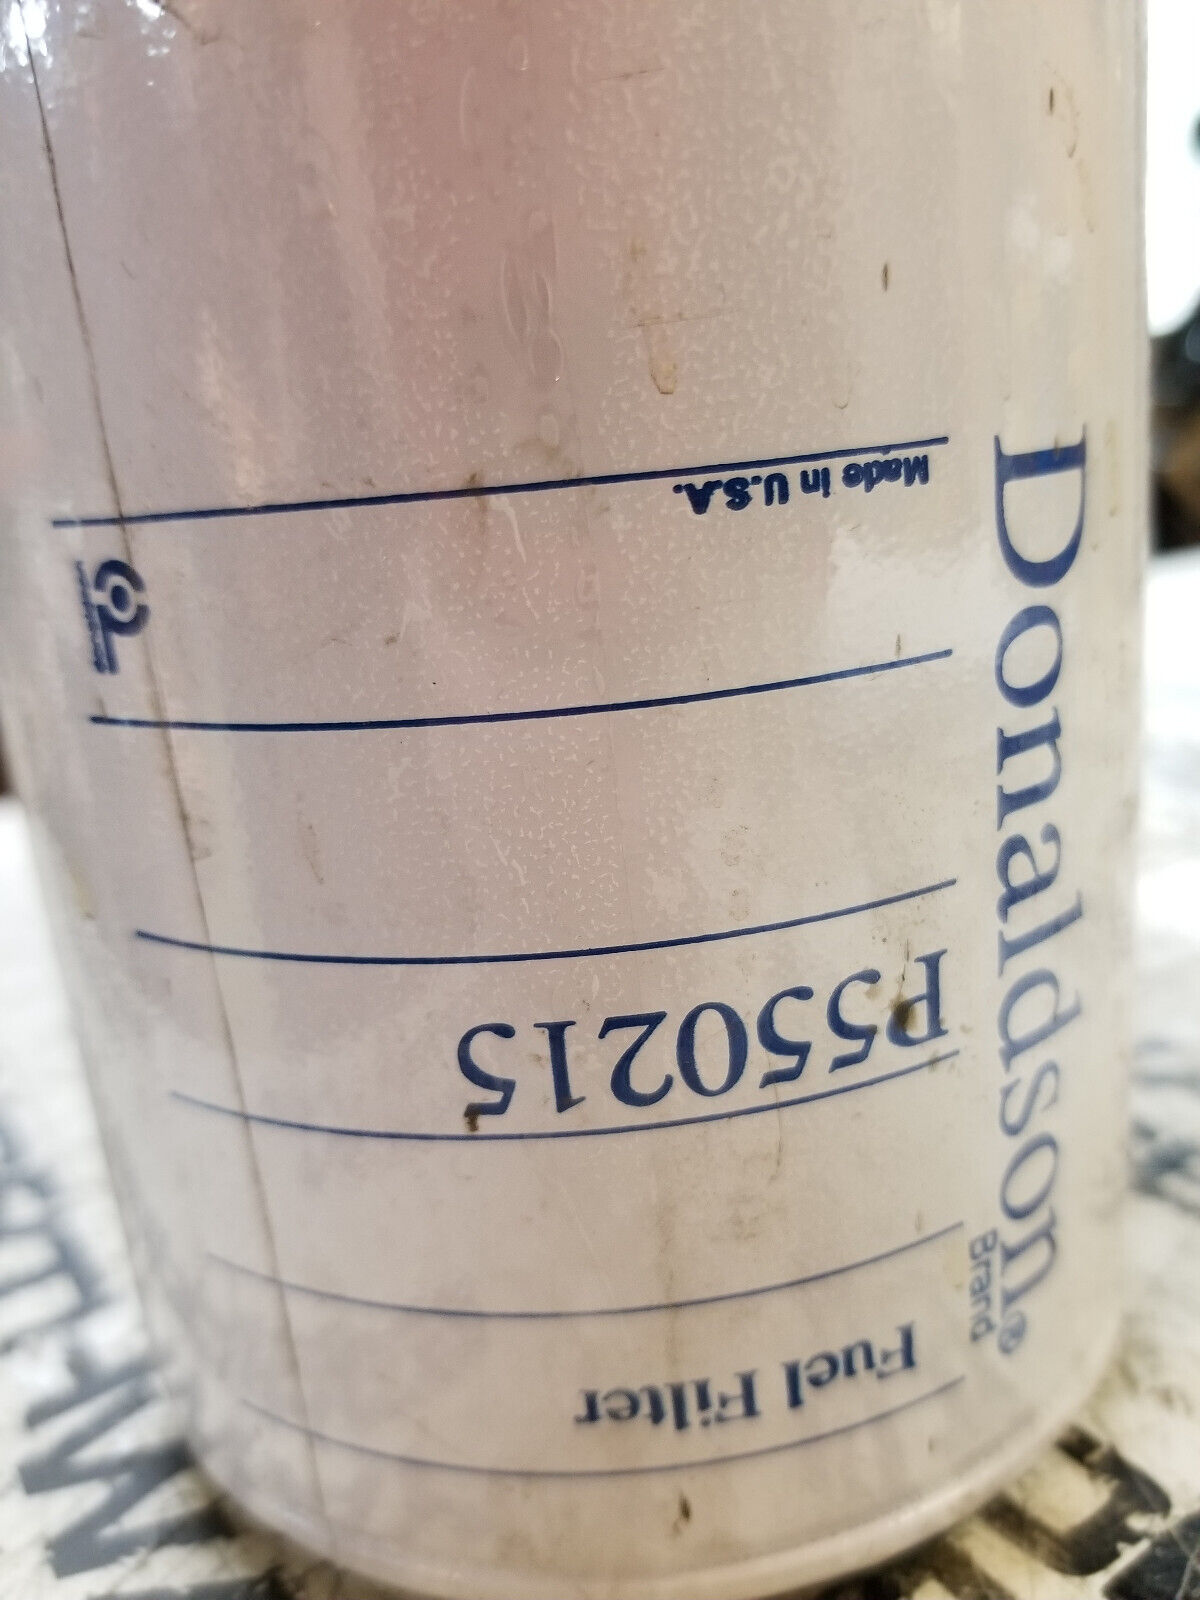 Donaldson®
Brand
Fuel Filter
P550215
Made in U.S.A.